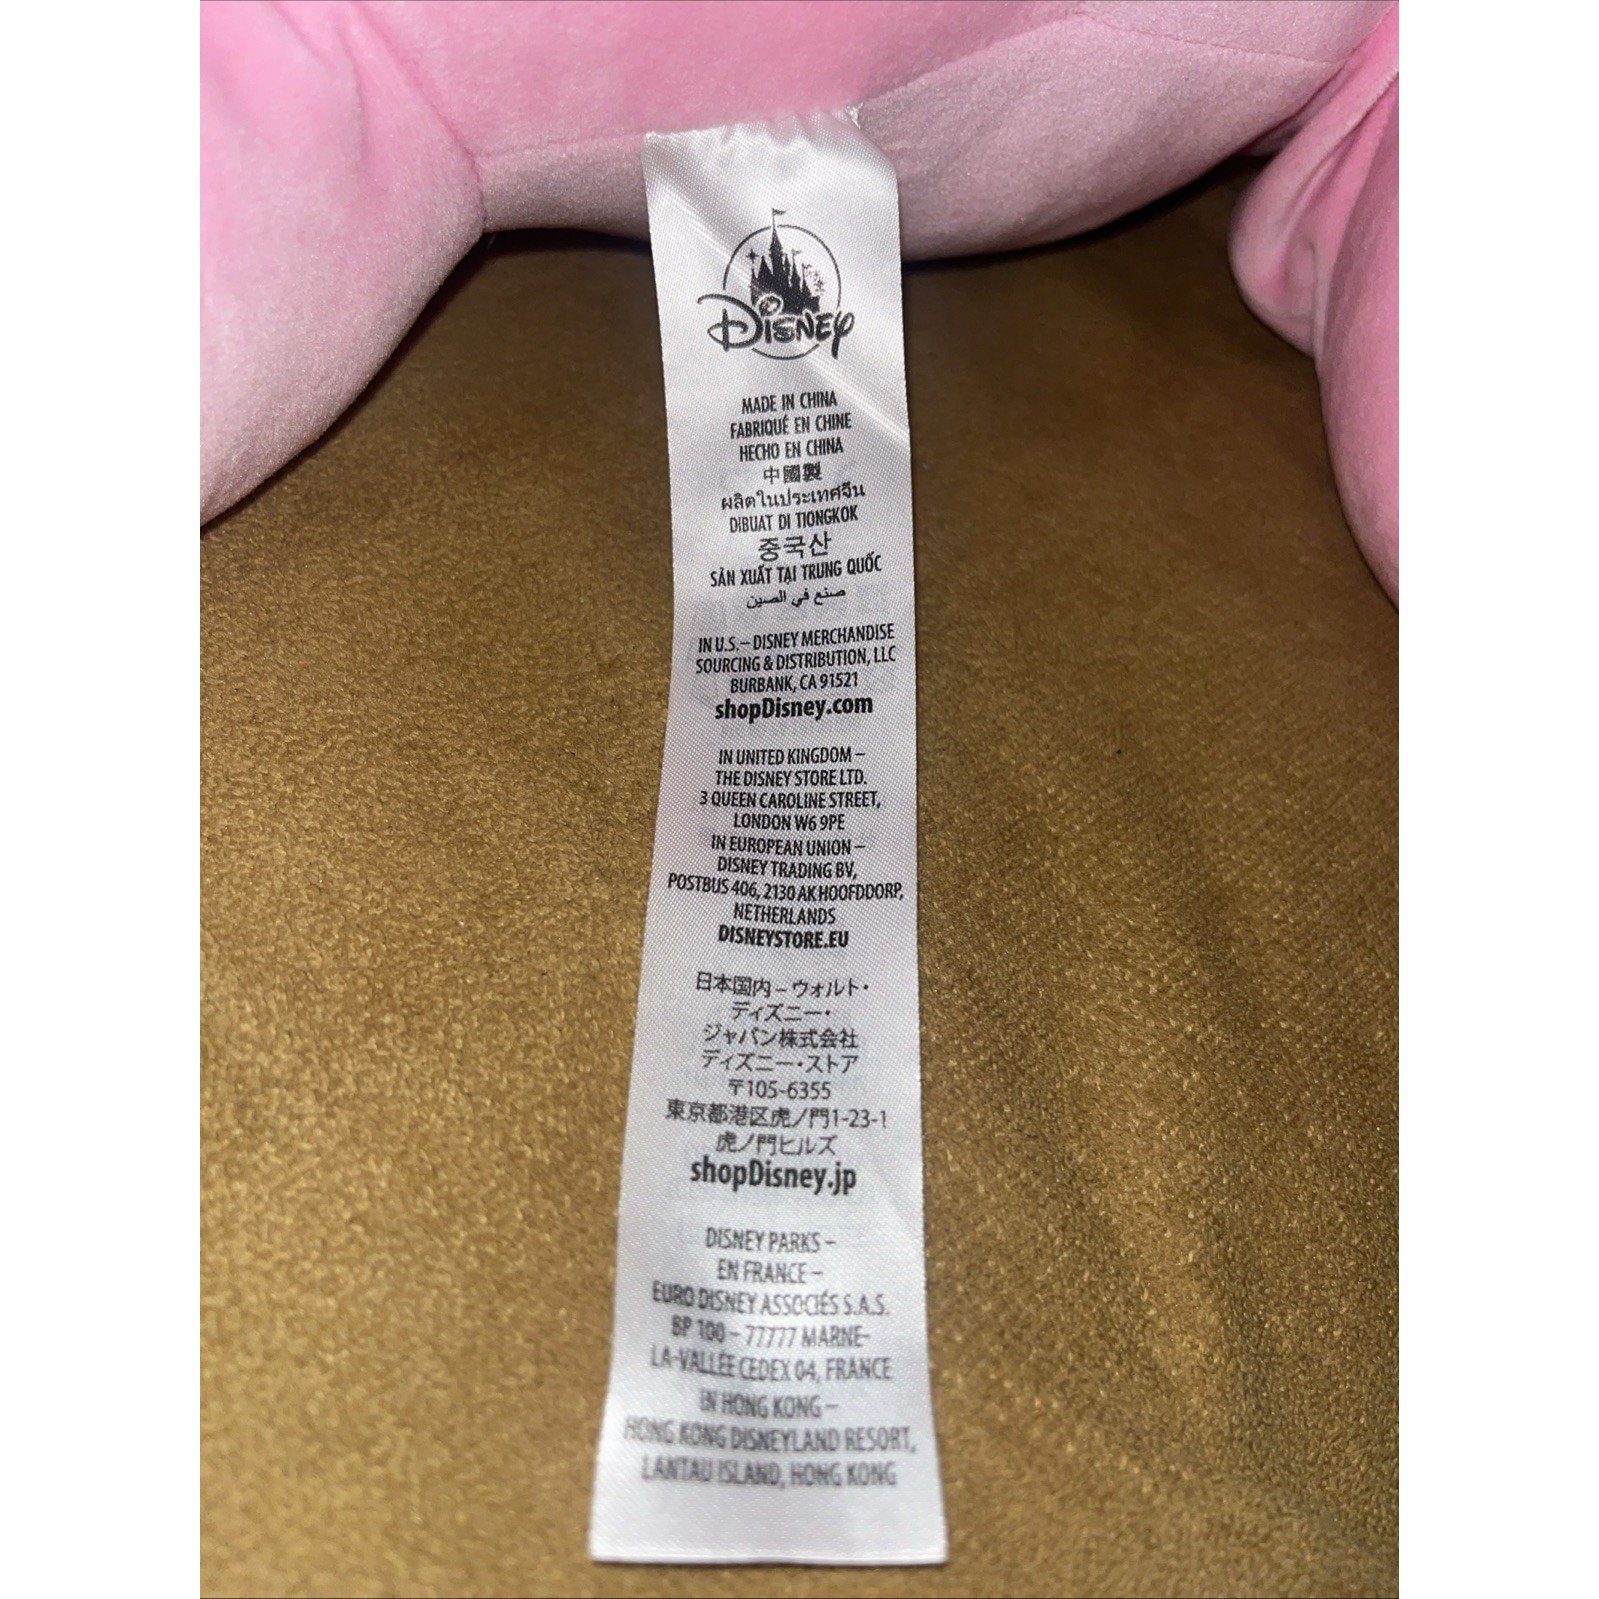 Disney
MADE IN CHINA
FABRIQUÉ EN CHINE
HECHO EN CHINA
中國製
ผลิตในประเทศจีน
DIBUAT DI TIONGKOK
중국산
SẢN XUẤT TẠI TRUNG QUỐC
صنع في الصين
IN U.S. – DISNEY MERCHANDISE
SOURCING & DISTRIBUTION, LLC
BURBANK, CA 91521
shopDisney.com
IN UNITED KINGDOM –
THE DISNEY STORE LTD.
3 QUEEN CAROLINE STREET,
LONDON W6 9PE
IN EUROPEAN UNION –
DISNEY TRADING BV,
POSTBUS 406, 2130 AK HOOFDDORP,
NETHERLANDS
DISNEYSTORE.EU
日本国内 – ウォルト・
ディズニー・
ジャパン株式会社
ディズニー・ストア
〒105-6355
東京都港区虎ノ門1-23-1
虎ノ門ヒルズ
shopDisney.jp
DISNEY PARKS –
EN FRANCE –
EURO DISNEY ASSOCIÉS S.A.S.
BP 100 – 77777 MARNE-
LA-VALLÉE CEDEX 04, FRANCE
IN HONG KONG –
HONG KONG DISNEYLAND RESORT,
LANTAU ISLAND, HONG KONG